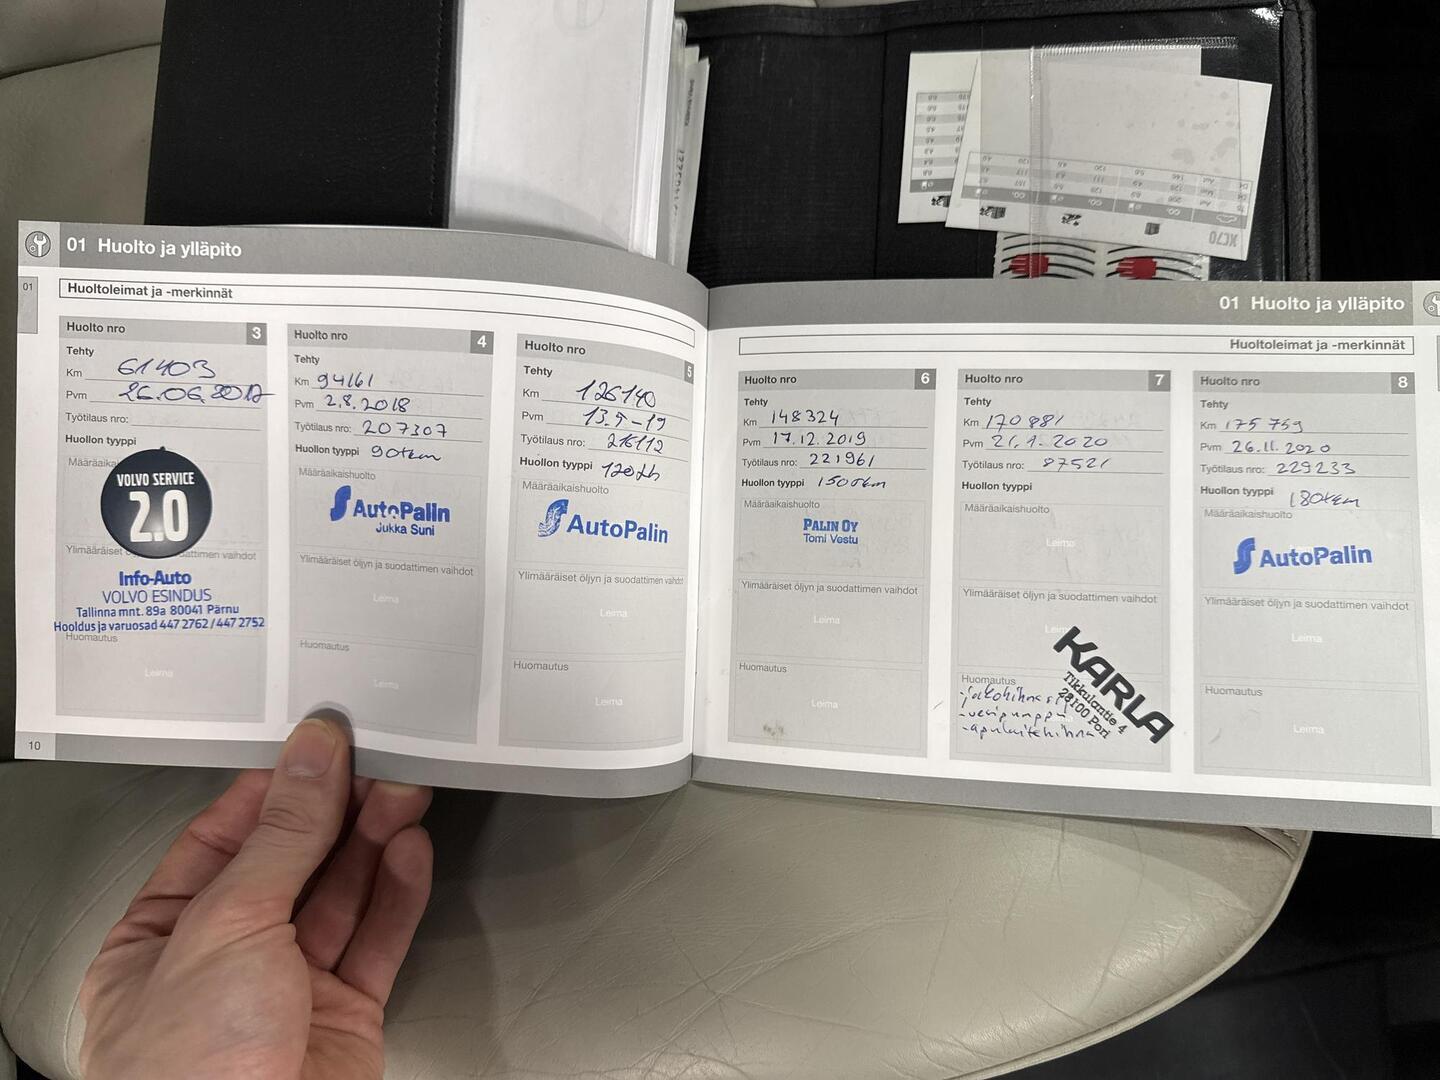 01 Huolto ja ylläpito
01
Huoltoleimat ja -merkinnät
Huolto nro 3
Tehty
Km 61403
Pvm 26.06.2017
Työtilaus nro:
Huollon tyyppi
VOLVO SERVICE
2.0
Info-Auto
VOLVO ESINDUS
Tallinna mnt. 89a 80041 Pärnu
Hooldus ja varuosad 447 2762 / 447 2752
Huomautus
Leima
10
Huolto nro 4
Tehty
Km 94161
Pvm 2.8.2018
Työtilaus nro: 207307
Huollon tyyppi 90tkm
Määräaikaishuolto
AutoPalin
Jukka Suni
Ylimääräiset öljyn ja suodattimen vaihdot
Leima
Huomautus
Leima
Huolto nro 5
Tehty
Km 126140
Pvm 13.5-19
Työtilaus nro: 216112
Huollon tyyppi
Määräaikaishuolto
AutoPalin
Ylimääräiset öljyn ja suodattimen vaihdot
Leima
Huomautus
Leima
01 Huolto ja ylläpito
Huoltoleimat ja -merkinnät
Huolto nro 6
Tehty
Km 148324
Pvm 17.12.2019
Työtilaus nro: 221961
Huollon tyyppi 150tkm
Määräaikaishuolto
PALIN OY
Tomi Vestu
Ylimääräiset öljyn ja suodattimen vaihdot
Leima
Huomautus
Leima
Huolto nro 7
Tehty
Km 170881
Pvm 21.1.2020
Työtilaus nro: 87521
Huollon tyyppi
Määräaikaishuolto
Leima
Ylimääräiset öljyn ja suodattimen vaihdot
KARLA
Tikkulantie 4
28100 Pori
Huomautus
-vesipumppu
-apulaitehihna
Huolto nro 8
Tehty
Km 175759
Pvm 26.11.2020
Työtilaus nro: 229233
Huollon tyyppi 180tkm
Määräaikaishuolto
AutoPalin
Ylimääräiset öljyn ja suodattimen vaihdot
Leima
Huomautus
Leima
XC70